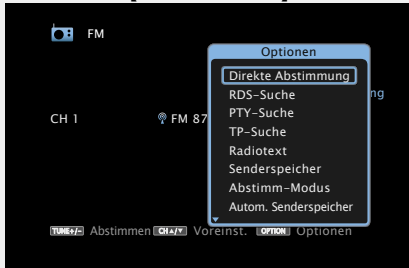 FM
Optionen
Direkte Abstimmung
RDS-Suche
ng
PTY-Suche
CH 1
FM 87
TP-Suche
Radiotext
Senderspeicher
Abstimm-Modus
Autom. Senderspeicher
TUNE+/- Abstimmen CH▲/▼ Voreinst. OPTION Optionen